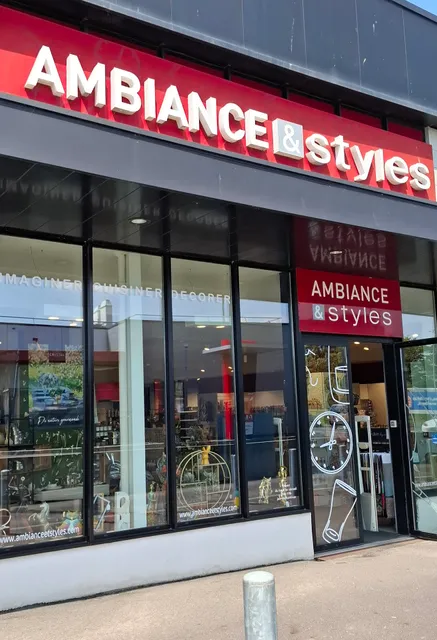 AMBIANCE & styles
IMAGINER CUISINER DECORER
AMBIANCE
& styles
www.ambianceetstyles.com
www.ambianceetstyles.com